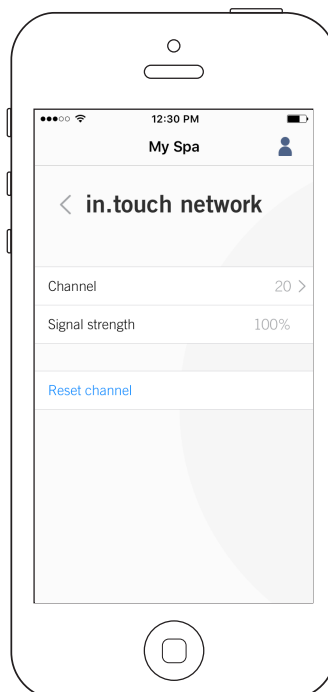 12:30 PM
My Spa
in.touch network
Channel 20
Signal strength 100%
Reset channel